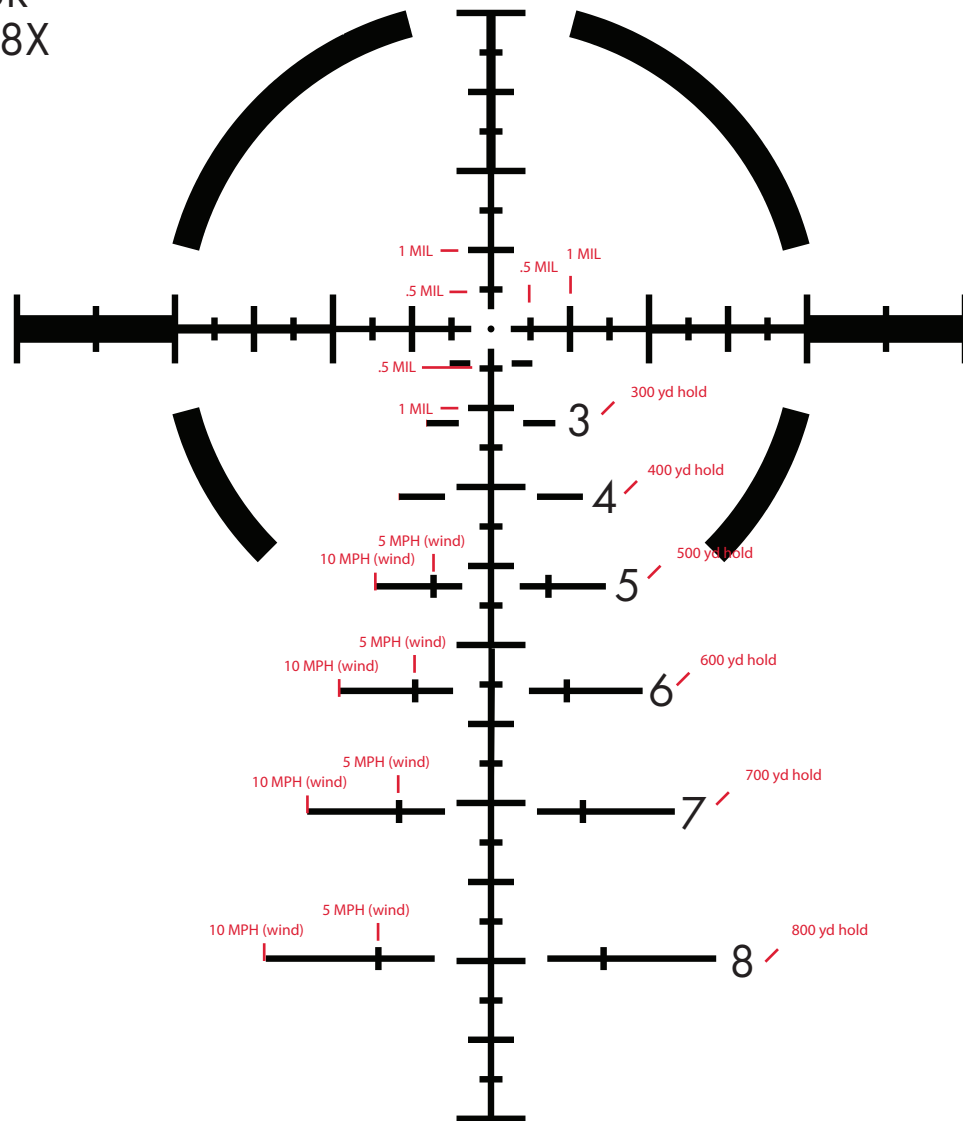 8X
1 MIL
.5 MIL
.5 MIL
1 MIL
.5 MIL
1 MIL
3
300 yd hold
4
400 yd hold
5 MPH (wind)
10 MPH (wind)
5
500 yd hold
5 MPH (wind)
10 MPH (wind)
6
600 yd hold
5 MPH (wind)
10 MPH (wind)
7
700 yd hold
5 MPH (wind)
10 MPH (wind)
8
800 yd hold